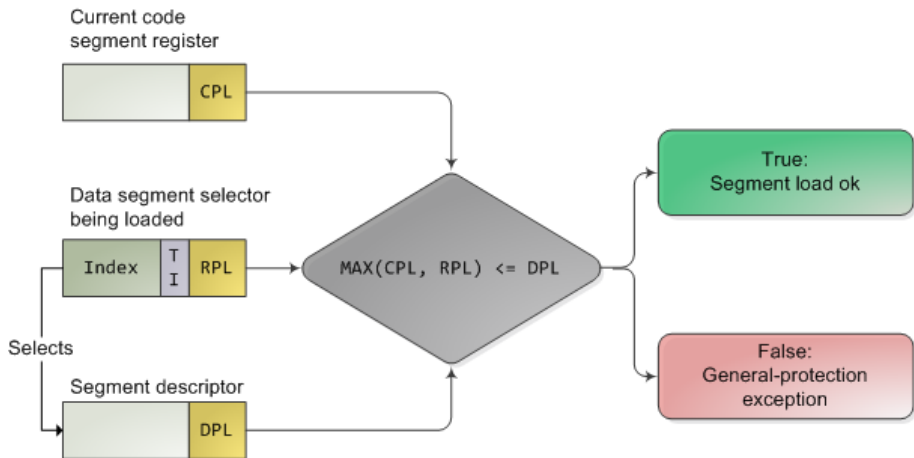 Current code
segment register
CPL
Data segment selector
being loaded
Index
T
I
RPL
Selects
Segment descriptor
DPL
MAX(CPL, RPL) <= DPL
True:
Segment load ok
False:
General-protection
exception